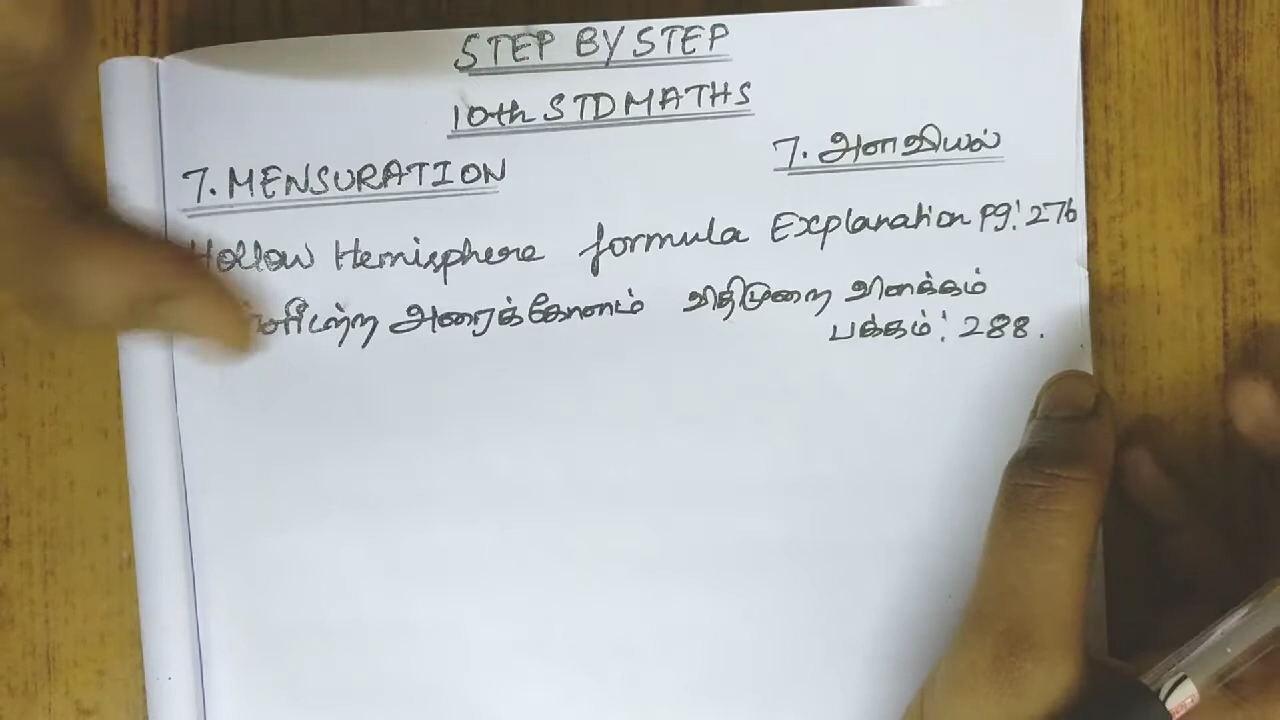 STEP BY STEP
10th STD MATHS
7. MENSURATION
7. அளவியல்
Hollow Hemisphere formula Explanation Pg: 276
அரைக்கோளம் விதிமுறை விளக்கம்
பக்கம்: 288.